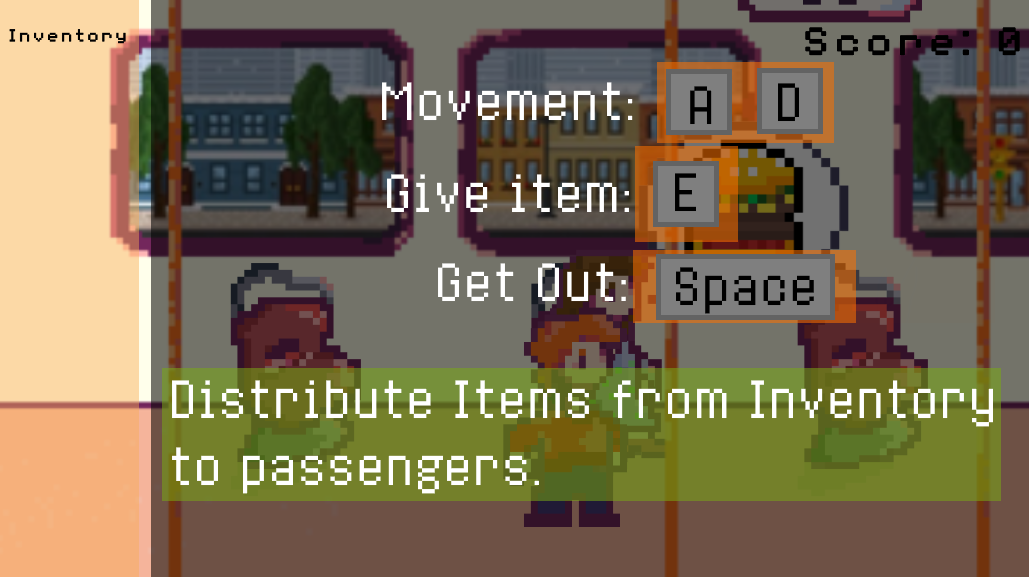 Inventory
Score: 0
Movement: A D
Give item: E
Get Out: Space
Distribute Items from Inventory
to passengers.